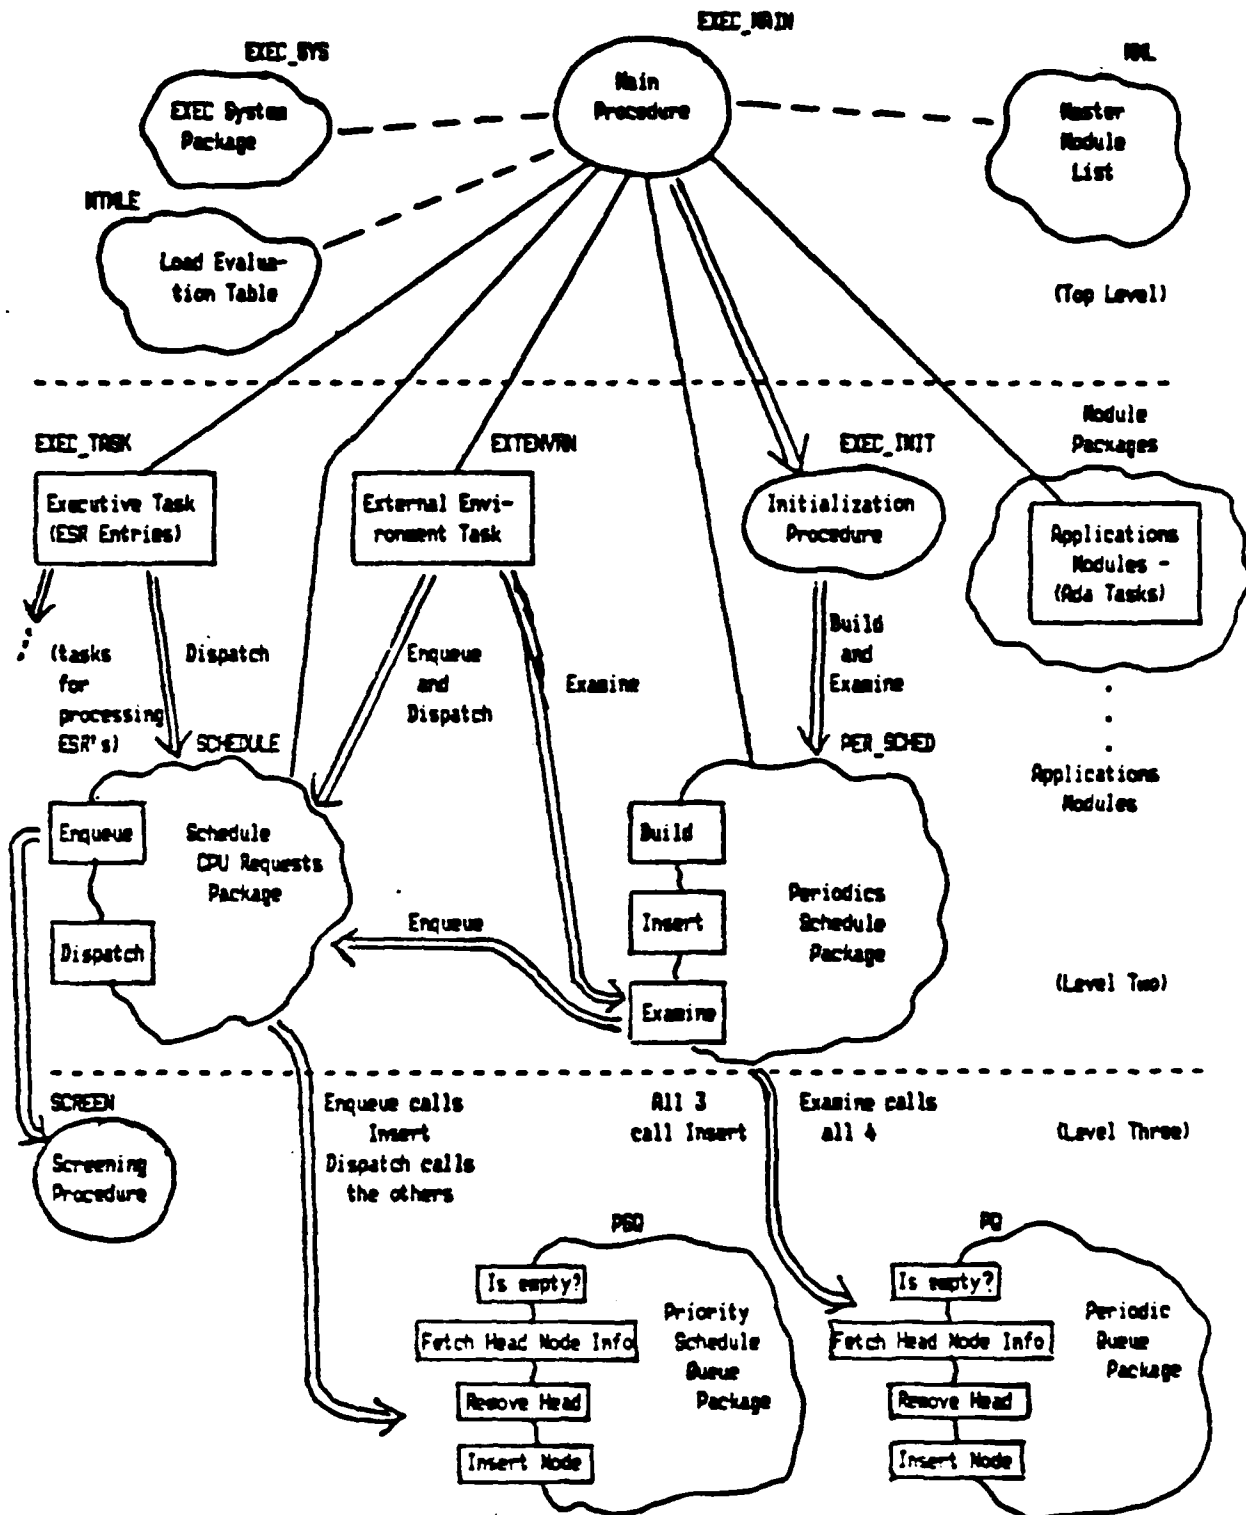 EXEC_MAIN
EXEC_SYS
MML
Main
Procedure
EXEC System
Package
Master
Module
List
MTMLE
Load Evalua-
tion Table
(Top Level)
EXEC_TASK
EXTENVRN
EXEC_INIT
Module
Packages
Executive Task
(ESR Entries)
External Envi-
ronment Task
Initialization
Procedure
Applications
Modules -
(Ada Tasks)
(tasks
for
processing
ESR's)
Dispatch
Enqueue
and
Dispatch
Examine
Build
and
Examine
SCHEDULE
PER_SCHED
Applications
Modules
Enqueue
Dispatch
Schedule
CPU Requests
Package
Enqueue
Build
Insert
Examine
Periodics
Schedule
Package
(Level Two)
SCREEN
Screening
Procedure
Enqueue calls
Insert
Dispatch calls
the others
All 3
call Insert
Examine calls
all 4
(Level Three)
PSQ
Is empty?
Fetch Head Node Info
Remove Head
Insert Node
Priority
Schedule
Queue
Package
PQ
Is empty?
Fetch Head Node Info
Remove Head
Insert Node
Periodic
Queue
Package